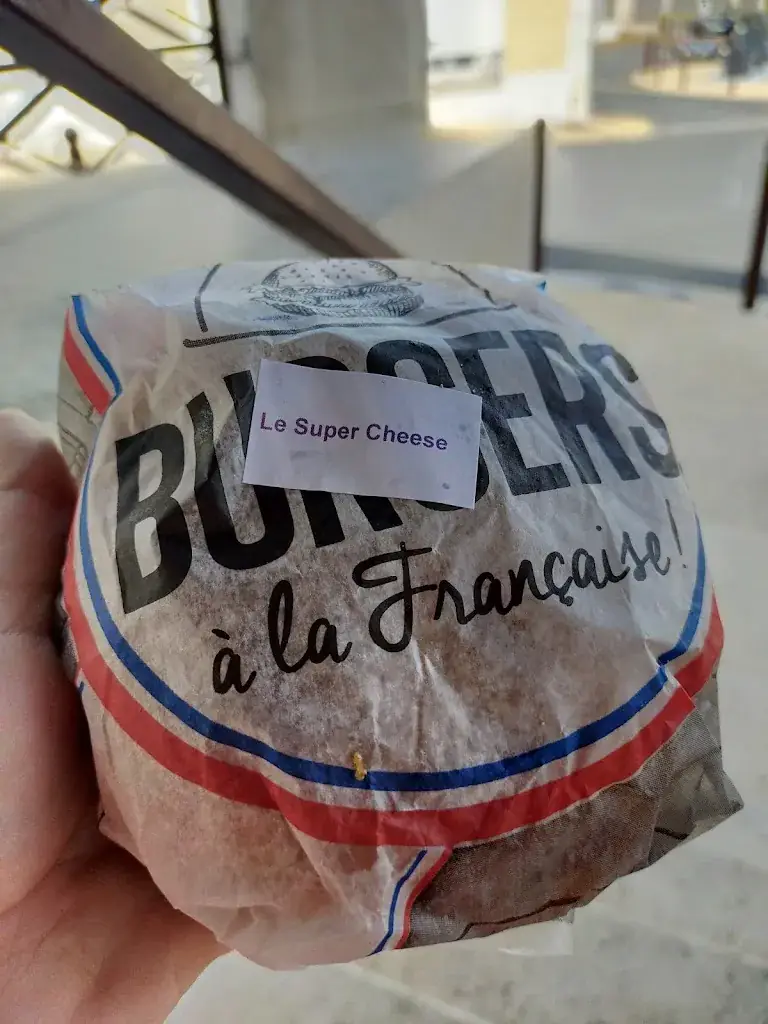 BURGERS
Le Super Cheese
à la Française!